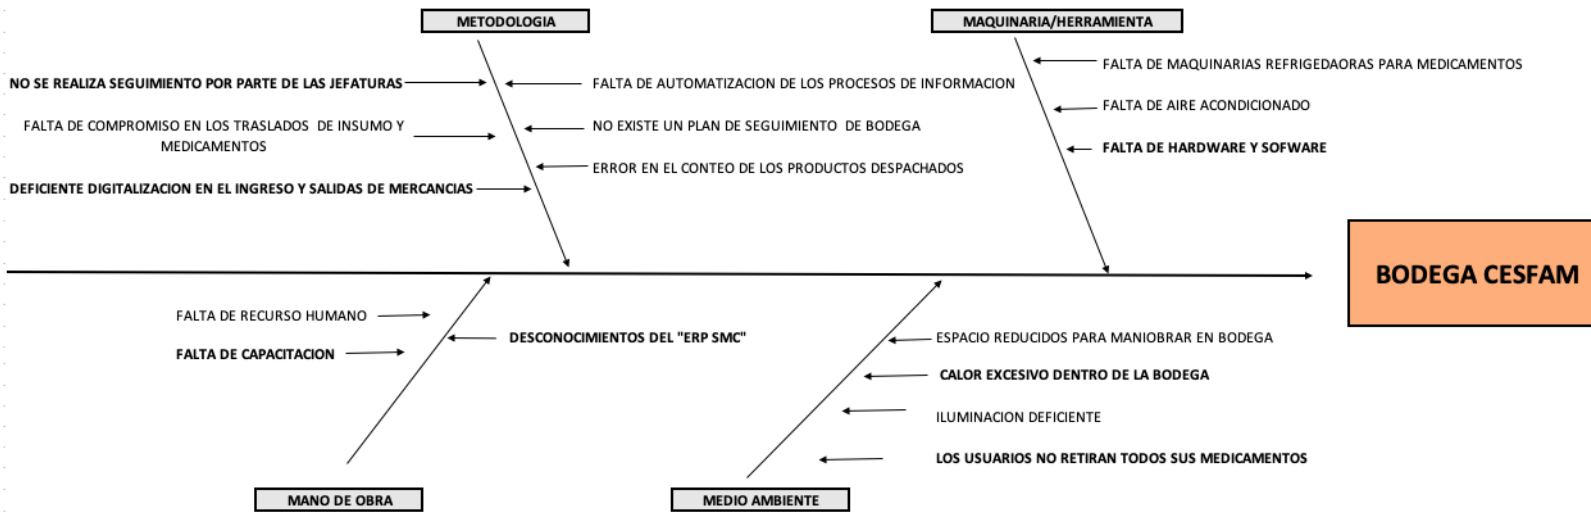 METODOLOGIA
MAQUINARIA/HERRAMIENTA
NO SE REALIZA SEGUIMIENTO POR PARTE DE LAS JEFATURAS
FALTA DE COMPROMISO EN LOS TRASLADOS DE INSUMO Y
MEDICAMENTOS
DEFICIENTE DIGITALIZACION EN EL INGRESO Y SALIDAS DE MERCANCIAS
FALTA DE AUTOMATIZACION DE LOS PROCESOS DE INFORMACION
NO EXISTE UN PLAN DE SEGUIMIENTO DE BODEGA
ERROR EN EL CONTEO DE LOS PRODUCTOS DESPACHADOS
FALTA DE MAQUINARIAS REFRIGEDAORAS PARA MEDICAMENTOS
FALTA DE AIRE ACONDICIONADO
FALTA DE HARDWARE Y SOFWARE
BODEGA CESFAM
FALTA DE RECURSO HUMANO
FALTA DE CAPACITACION
DESCONOCIMIENTOS DEL "ERP SMC"
ESPACIO REDUCIDOS PARA MANIOBRAR EN BODEGA
CALOR EXCESIVO DENTRO DE LA BODEGA
ILUMINACION DEFICIENTE
LOS USUARIOS NO RETIRAN TODOS SUS MEDICAMENTOS
MANO DE OBRA
MEDIO AMBIENTE